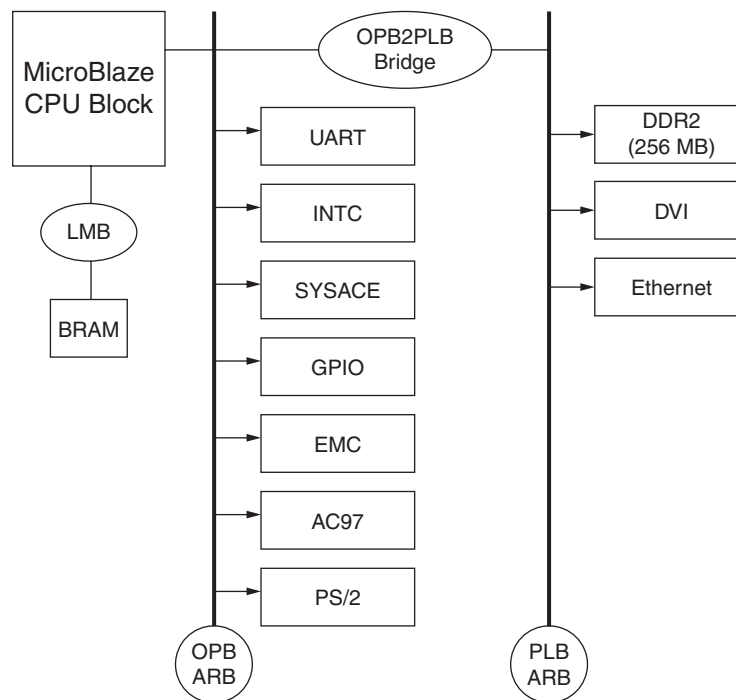 MicroBlaze
CPU Block
OPB2PLB
Bridge
LMB
BRAM
UART
INTC
SYSACE
GPIO
EMC
AC97
PS/2
OPB
ARB
DDR2
(256 MB)
DVI
Ethernet
PLB
ARB